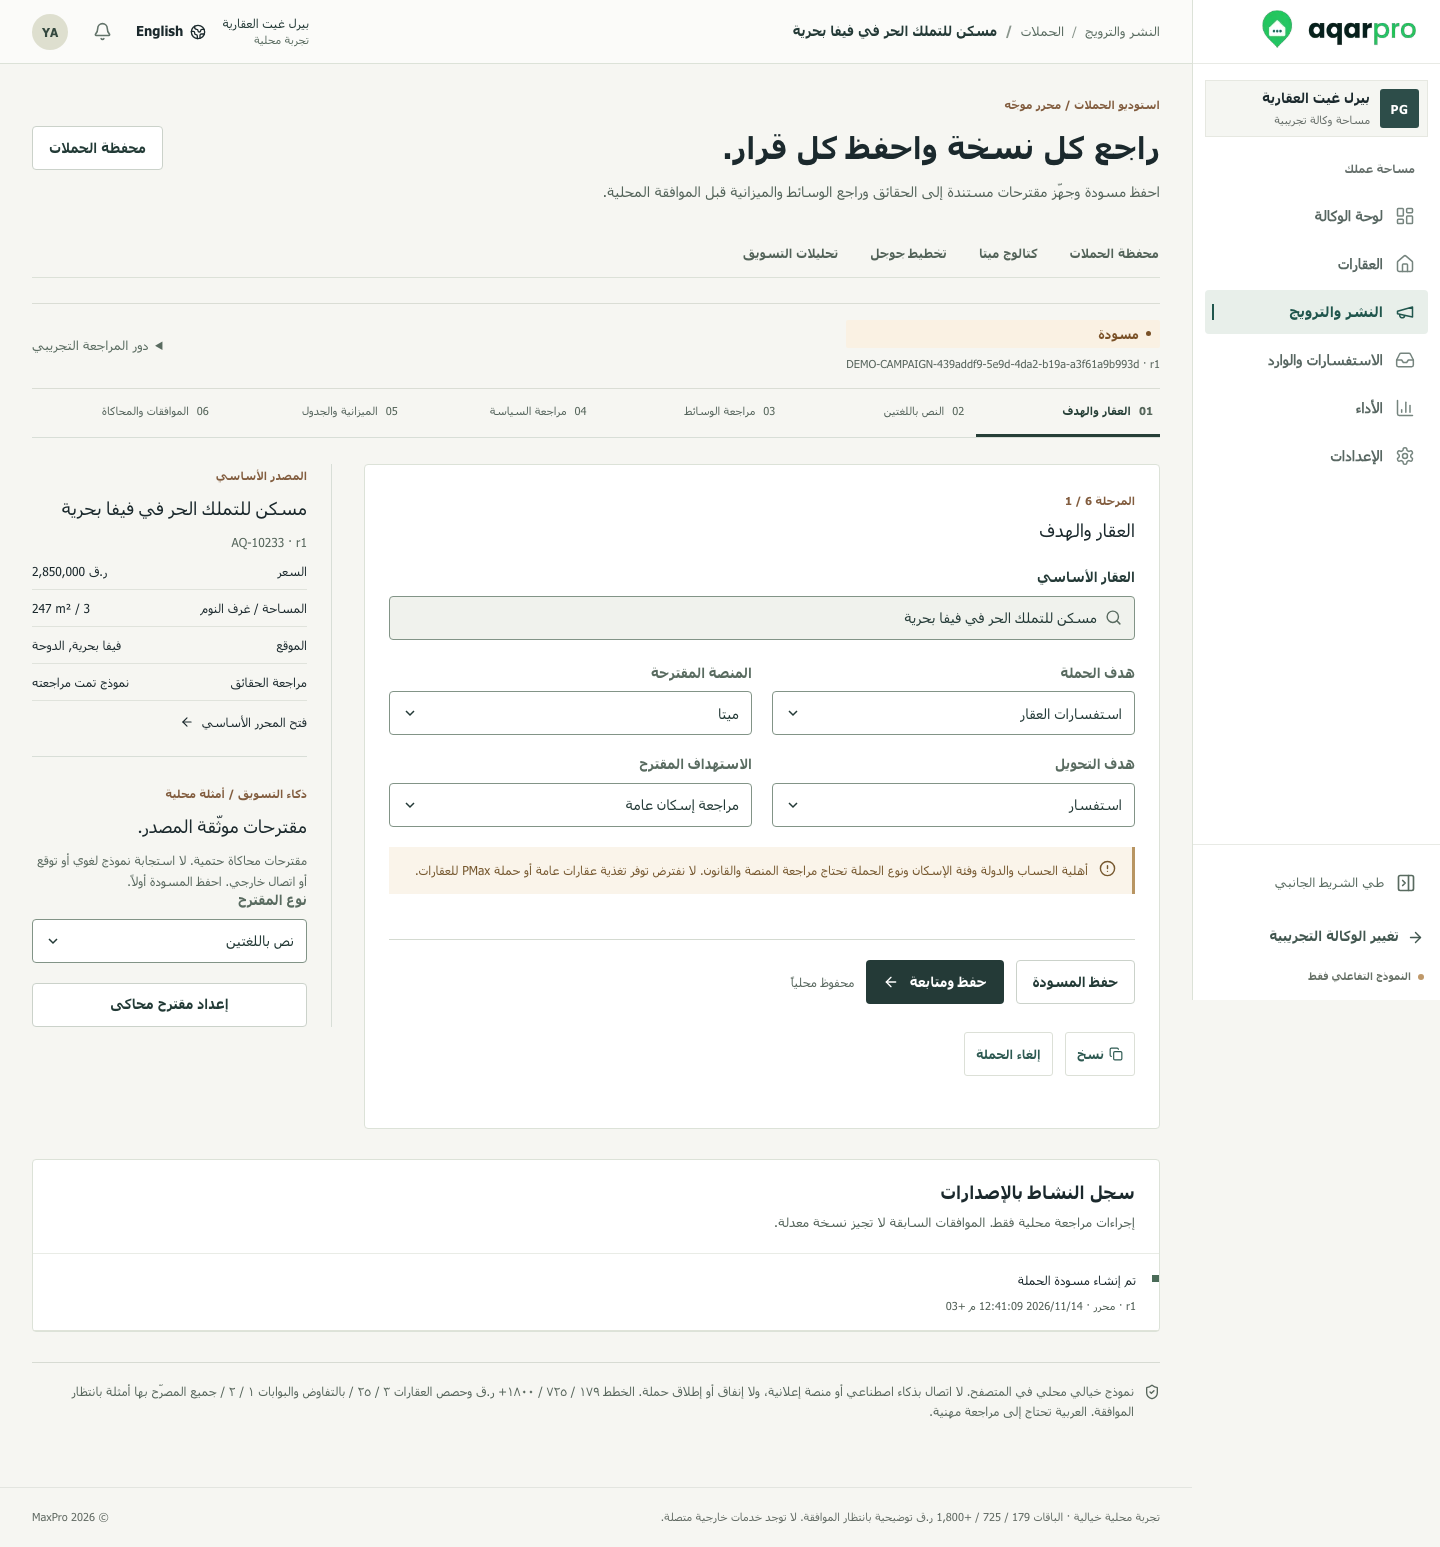 aqarpro
PG
بيرل غيت العقارية
مساحة وكالة تجريبية
مساحة عملك
لوحة الوكالة
العقارات
النشر والترويج
الاستفسارات والوارد
الأداء
الإعدادات
طي الشريط الجانبي
تغيير الوكالة التجريبية
النموذج التفاعلي فقط
النشر والترويج / الحملات / مسكن للتملك الحر في فيفا بحرية
بيرل غيت العقارية
تجربة محلية
English
YA
استوديو الحملات / محرر موجّه
راجع كل نسخة واحفظ كل قرار.
احفظ مسودة وجهّز مقترحات مستندة إلى الحقائق وراجع الوسائط والميزانية قبل الموافقة المحلية.
محفظة الحملات
محفظة الحملات
كتالوج ميتا
تخطيط جوجل
تحليلات التسويق
مسودة
DEMO-CAMPAIGN-439addf9-5e9d-4da2-b19a-a3f61a9b993d · r1
دور المراجعة التجريبي
01 العقار والهدف
02 النص باللغتين
03 مراجعة الوسائط
04 مراجعة السياسة
05 الميزانية والجدول
06 الموافقات والمحاكاة
المرحلة 6 / 1
العقار والهدف
العقار الأساسي
مسكن للتملك الحر في فيفا بحرية
هدف الحملة
المنصة المقترحة
استفسارات العقار
ميتا
هدف التحويل
الاستهداف المقترح
استفسار
مراجعة إسكان عامة
أهلية الحساب والدولة وفئة الإسكان ونوع الحملة تحتاج مراجعة المنصة والقانون. لا نفترض توفر تغذية عقارات عامة أو حملة PMax للعقارات.
حفظ المسودة
حفظ ومتابعة
محفوظ محلياً
نسخ
إلغاء الحملة
المصدر الأساسي
مسكن للتملك الحر في فيفا بحرية
AQ-10233 · r1
السعر
ر.ق 2,850,000
المساحة / غرف النوم
247 m² / 3
الموقع
فيفا بحرية, الدوحة
مراجعة الحقائق
نموذج تمت مراجعته
فتح المحرر الأساسي
ذكاء التسويق / أمثلة محلية
مقترحات موثّقة المصدر.
مقترحات محاكاة حتمية. لا استجابة نموذج لغوي أو توقع
أو اتصال خارجي. احفظ المسودة أولاً.
نوع المقترح
نص باللغتين
إعداد مقترح محاكى
سجل النشاط بالإصدارات
إجراءات مراجعة محلية فقط. الموافقات السابقة لا تجيز نسخة معدلة.
تم إنشاء مسودة الحملة
r1 · محرر · 2026/11/14 12:41:09 م +03
نموذج خيالي محلي في المتصفح. لا اتصال بذكاء اصطناعي أو منصة إعلانية، ولا إنفاق أو إطلاق حملة. الخطط ١٧٩ / ٧٢٥ / ١٨٠٠+ ر.ق وحصص العقارات ٣ / ٢٥ / بالتفاوض والبوابات ١ / ٢ / جميع المصرّح بها أمثلة بانتظار
الموافقة. العربية تحتاج إلى مراجعة مهنية.
تجربة محلية خيالية · الباقات 179 / 725 / 1,800+ ر.ق توضيحية بانتظار الموافقة. لا توجد خدمات خارجية متصلة.
© MaxPro 2026